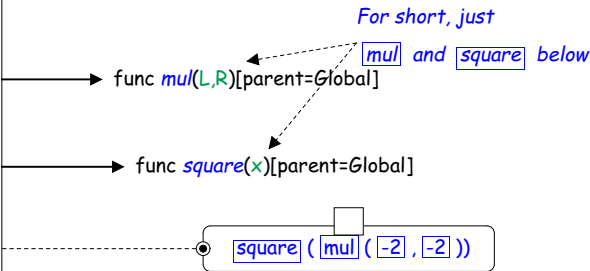 For short, just
mul and square below
func mul(L,R)[parent=Global]
func square(x)[parent=Global]
square ( mul ( -2 , -2 ))